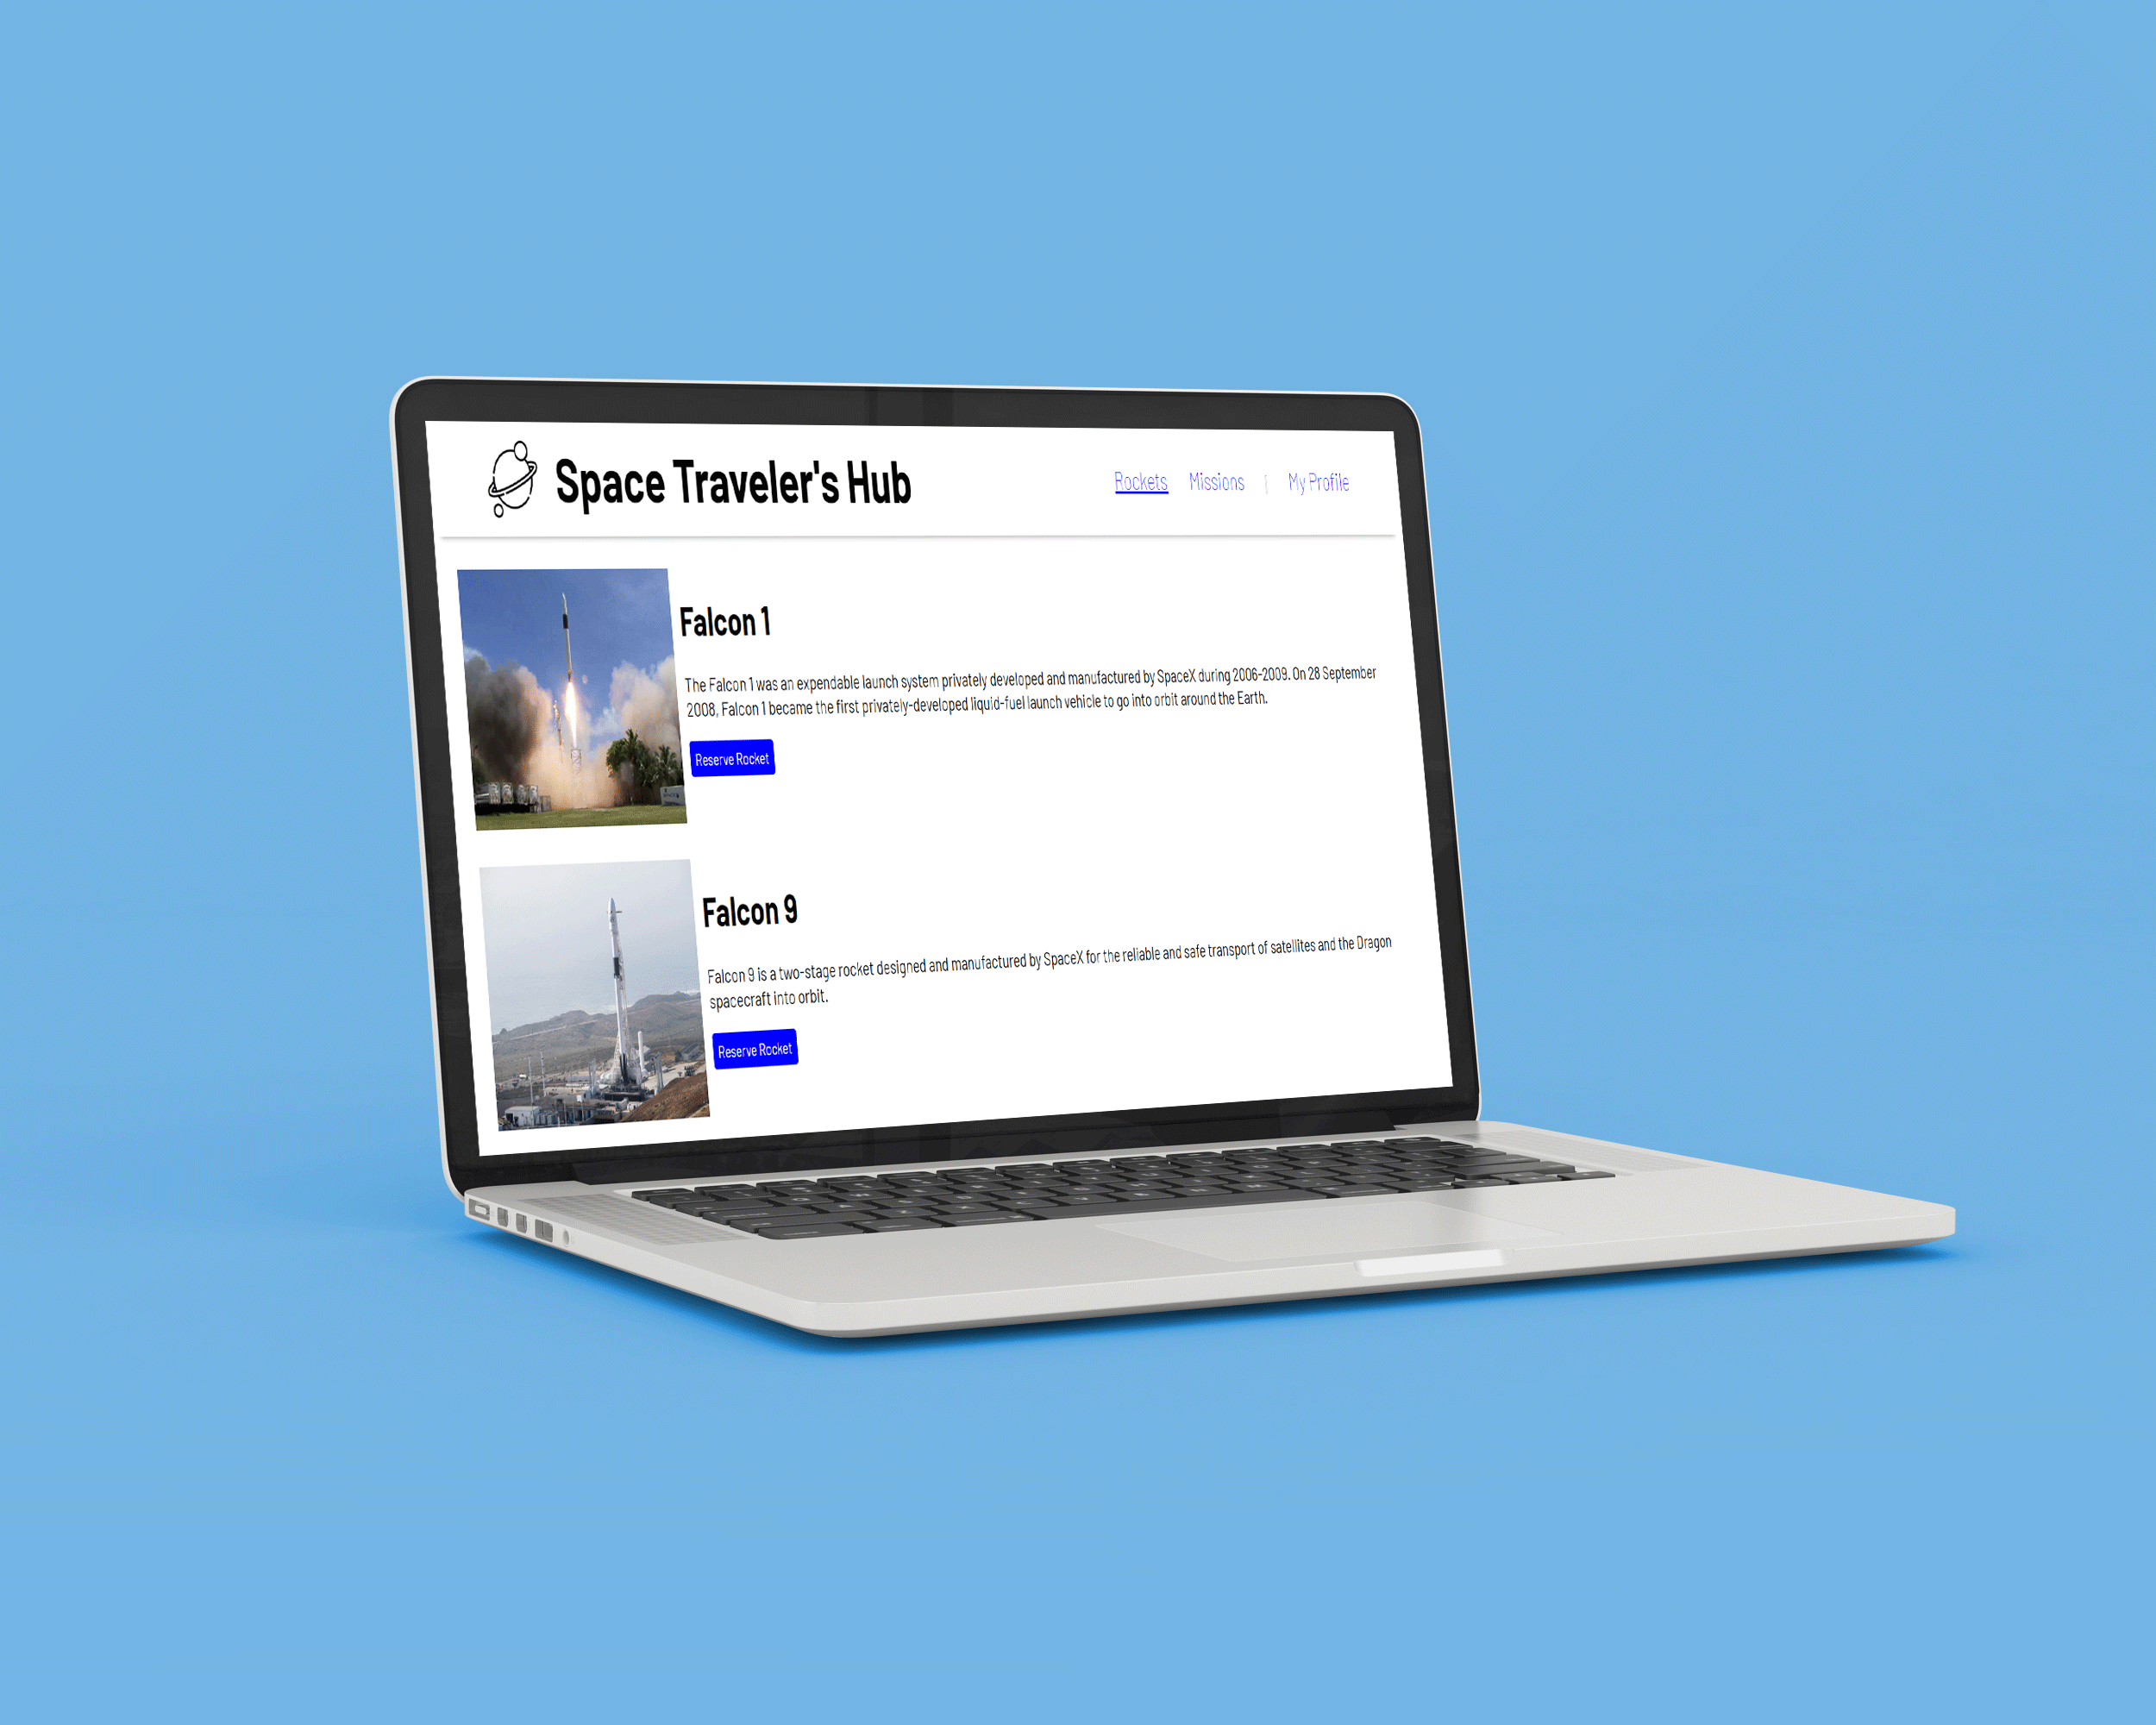 Space Traveler's Hub
Rockets Missions | My Profile
Falcon 1
The Falcon 1 was an expendable launch system privately developed and manufactured by SpaceX during 2006-2009. On 28 September
2008, Falcon 1 became the first privately-developed liquid-fuel launch vehicle to go into orbit around the Earth.
Reserve Rocket
Falcon 9
Falcon 9 is a two-stage rocket designed and manufactured by SpaceX for the reliable and safe transport of satellites and the Dragon
spacecraft into orbit.
Reserve Rocket